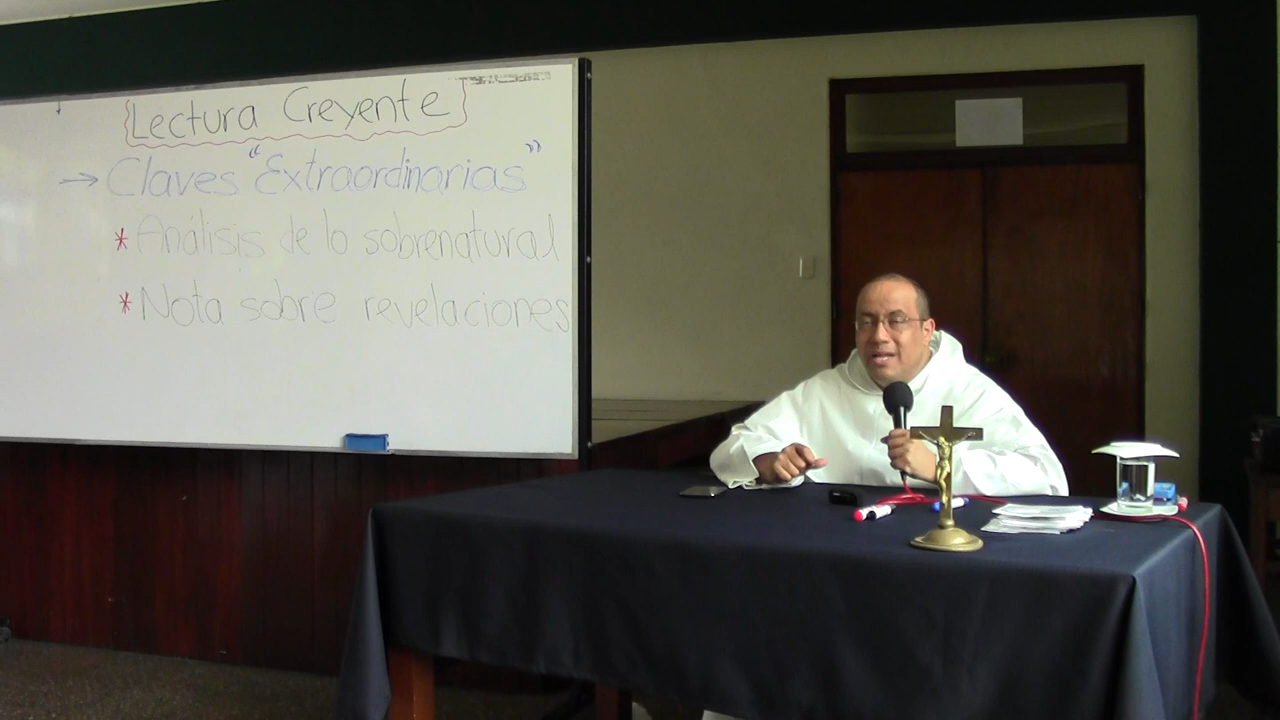 Lectura Creyente
→ Claves "Extraordinarias"
* Análisis de lo sobrenatural
* Nota sobre revelaciones